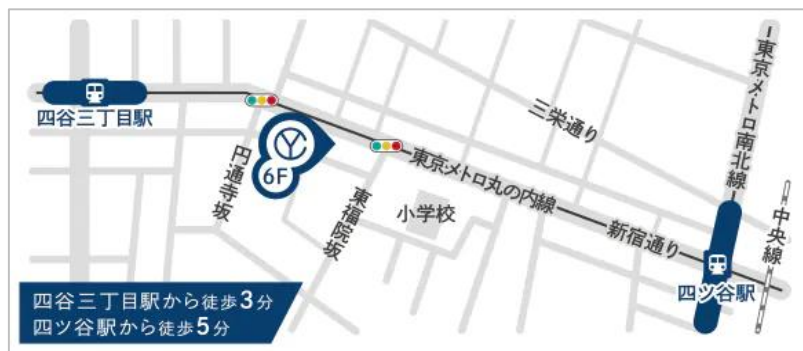 四谷三丁目駅
円通寺坂
YC
6F
東福院坂
小学校
東京メトロ丸の内線
新宿通り
三栄通り
東京メトロ南北線
中央線
四ツ谷駅
四谷三丁目駅から徒歩3分
四ツ谷駅から徒歩5分